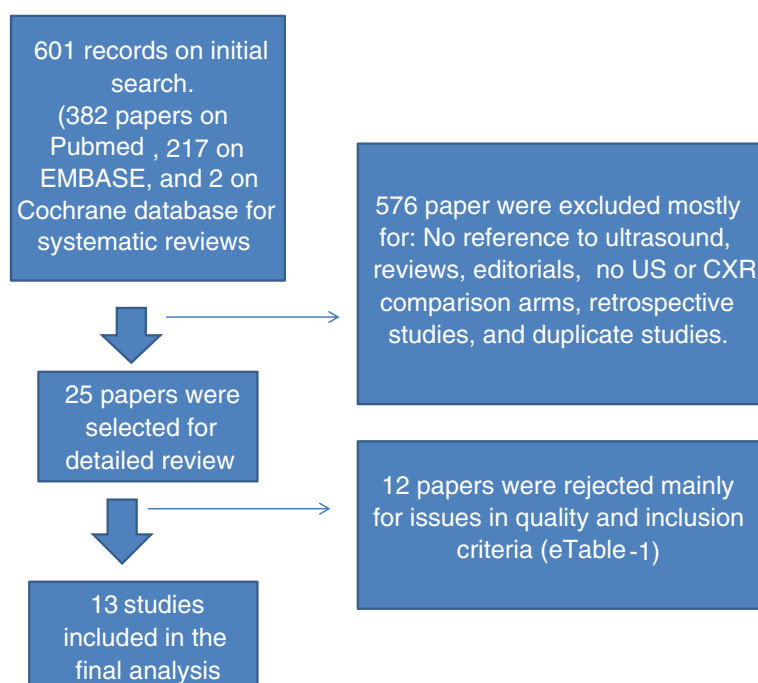 601 records on initial
search.
(382 papers on
Pubmed , 217 on
EMBASE, and 2 on
Cochrane database for
systematic reviews
576 paper were excluded mostly
for: No reference to ultrasound,
reviews, editorials, no US or CXR
comparison arms, retrospective
studies, and duplicate studies.
25 papers were
selected for
detailed review
12 papers were rejected mainly
for issues in quality and inclusion
criteria (eTable-1)
13 studies
included in the
final analysis